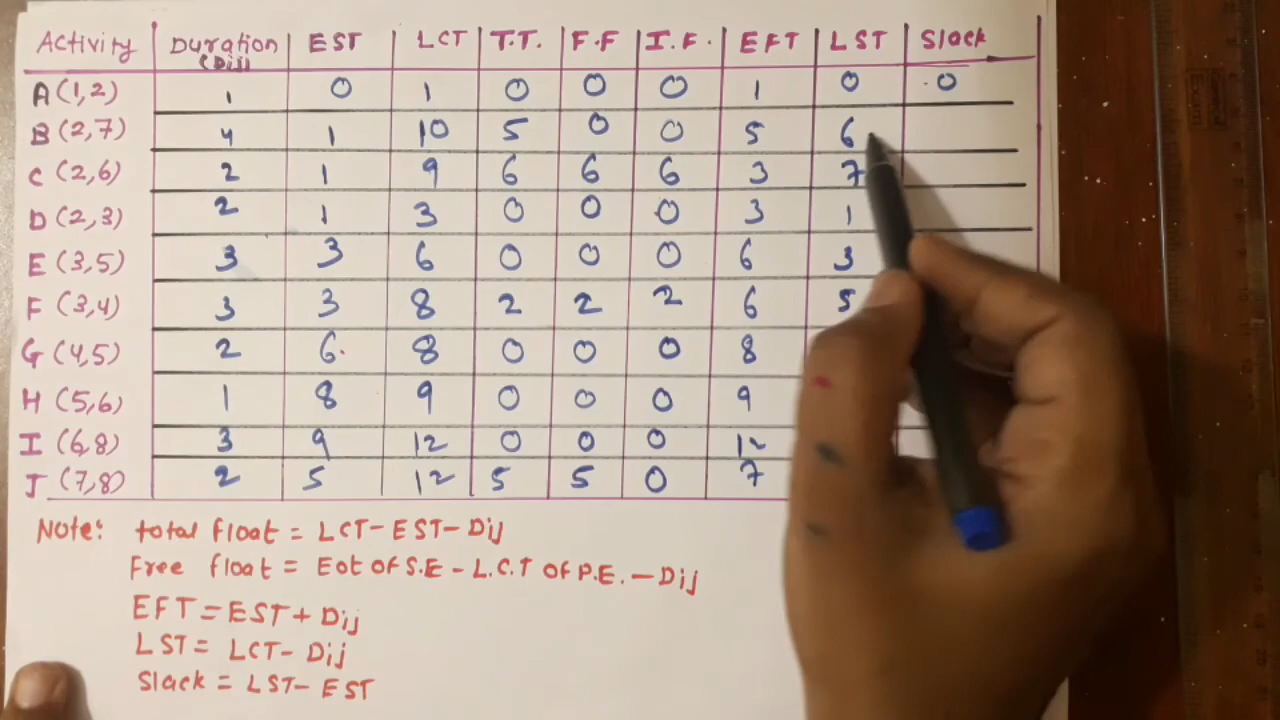 Activity Duration (Dij) EST LCT T.T. F.F I.F. EFT LST Slack
A (1,2) 1 0 1 0 0 0 1 0 0
B (2,7) 4 1 10 5 0 0 5 6
C (2,6) 2 1 9 6 6 6 3 7
D (2,3) 2 1 3 0 0 0 3 1
E (3,5) 3 3 6 0 0 0 6 3
F (3,4) 3 3 8 2 2 2 6 5
G (4,5) 2 6 8 0 0 0 8
H (5,6) 1 8 9 0 0 0 9
I (6,8) 3 9 12 0 0 0 12
J (7,8) 2 5 12 5 5 0 7
Note: total float = LCT - EST - Dij
Free float = Eot of S.E - L.C.T of P.E. - Dij
EFT = EST + Dij
LST = LCT - Dij
Slack = LST - EST